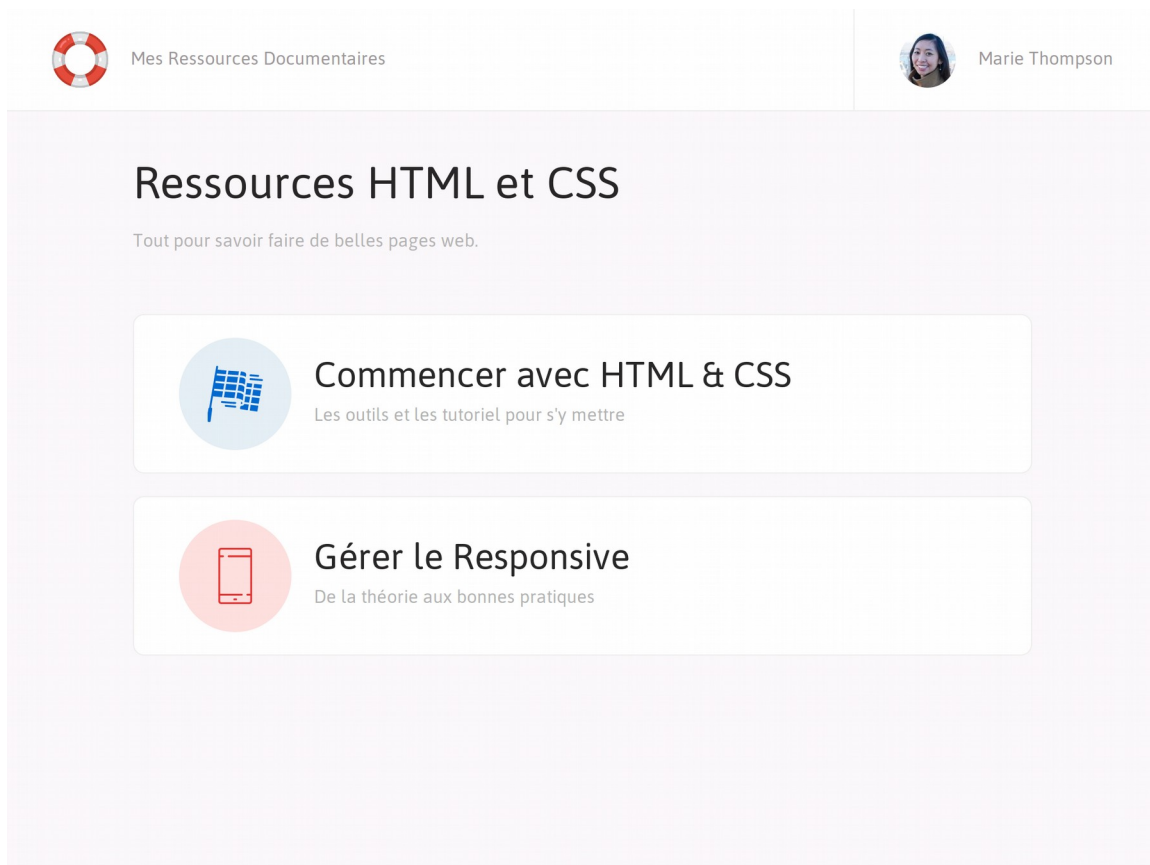 Mes Ressources Documentaires
Marie Thompson
Ressources HTML et CSS
Tout pour savoir faire de belles pages web.
Commencer avec HTML & CSS
Les outils et les tutoriel pour s'y mettre
Gérer le Responsive
De la théorie aux bonnes pratiques